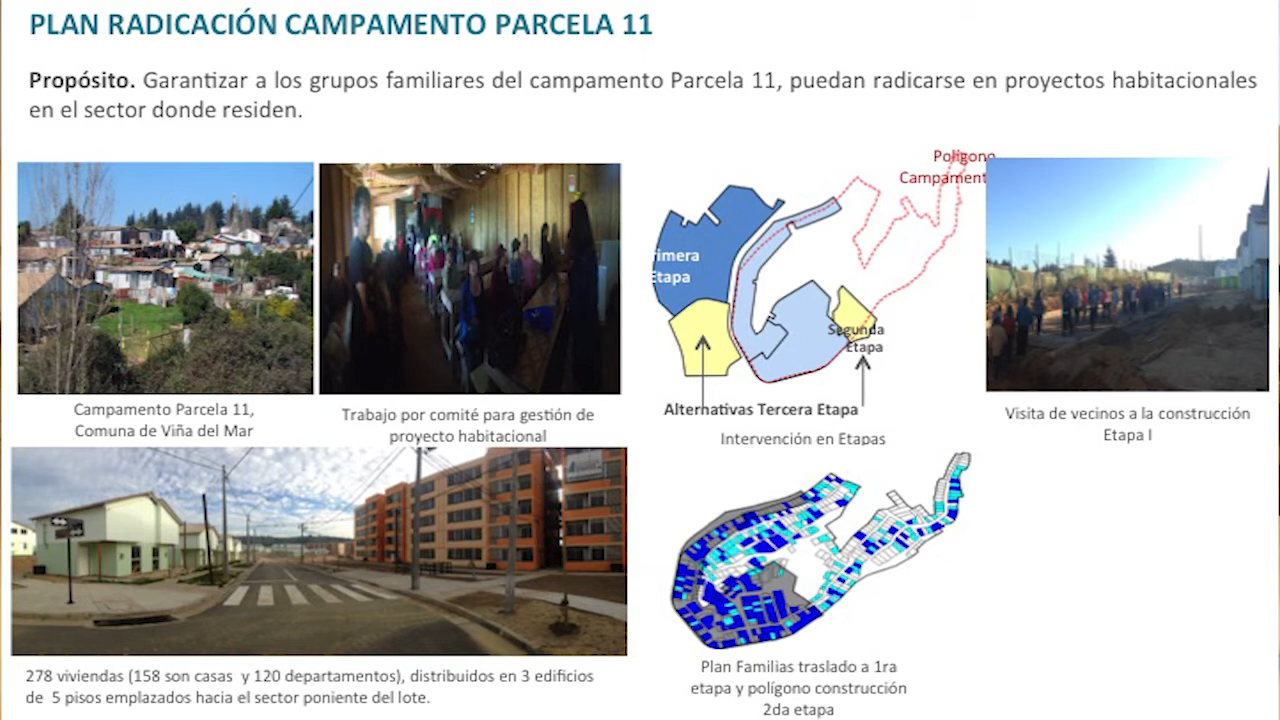 PLAN RADICACIÓN CAMPAMENTO PARCELA 11
Propósito. Garantizar a los grupos familiares del campamento Parcela 11, puedan radicarse en proyectos habitacionales
en el sector donde residen.
Polígono
Campament
rimera
Etapa
Segunda
Etapa
Alternativas Tercera Etapa
Intervención en Etapas
Campamento Parcela 11,
Comuna de Viña del Mar
Trabajo por comité para gestión de
proyecto habitacional
Visita de vecinos a la construcción
Etapa I
278 viviendas (158 son casas y 120 departamentos), distribuidos en 3 edificios
de 5 pisos emplazados hacia el sector poniente del lote.
Plan Familias traslado a 1ra
etapa y polígono construcción
2da etapa